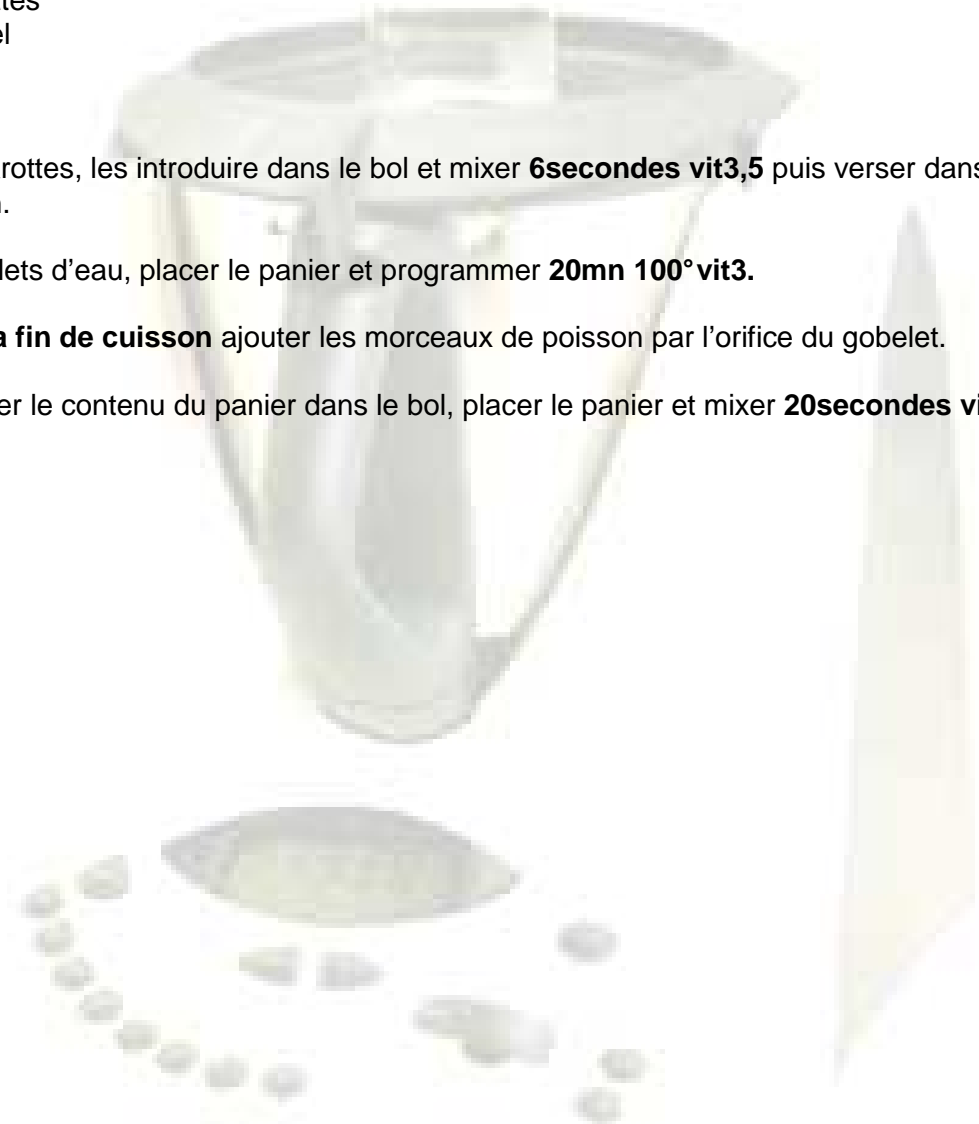 ttes
el
rottes, les introduire dans le bol et mixer 6secondes vit3,5 puis verser dans
n.
lets d’eau, placer le panier et programmer 20mn 100°vit3.
a fin de cuisson ajouter les morceaux de poisson par l’orifice du gobelet.
er le contenu du panier dans le bol, placer le panier et mixer 20secondes vi